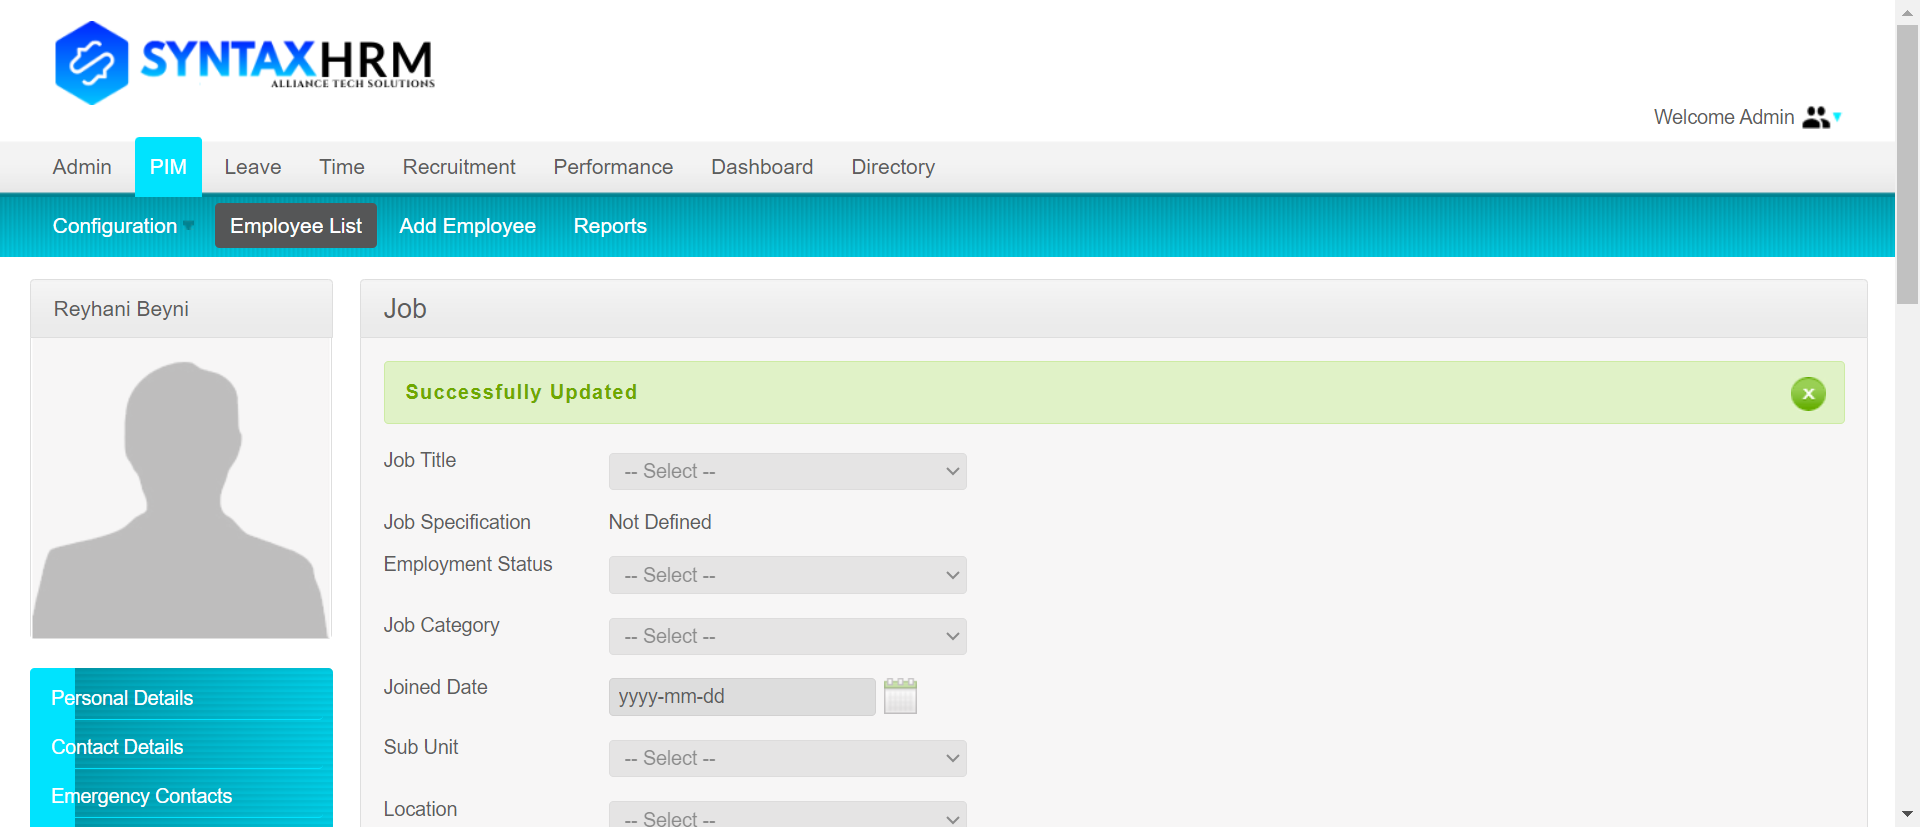 SYNTAXHRM
ALLIANCE TECH SOLUTIONS
Welcome Admin
Admin PIM Leave Time Recruitment Performance Dashboard Directory
Configuration Employee List Add Employee Reports
Reyhani Beyni
Job
Successfully Updated
x
Job Title -- Select --
Job Specification Not Defined
Employment Status -- Select --
Job Category -- Select --
Joined Date yyyy-mm-dd
Sub Unit -- Select --
Location -- Select --
Personal Details
Contact Details
Emergency Contacts